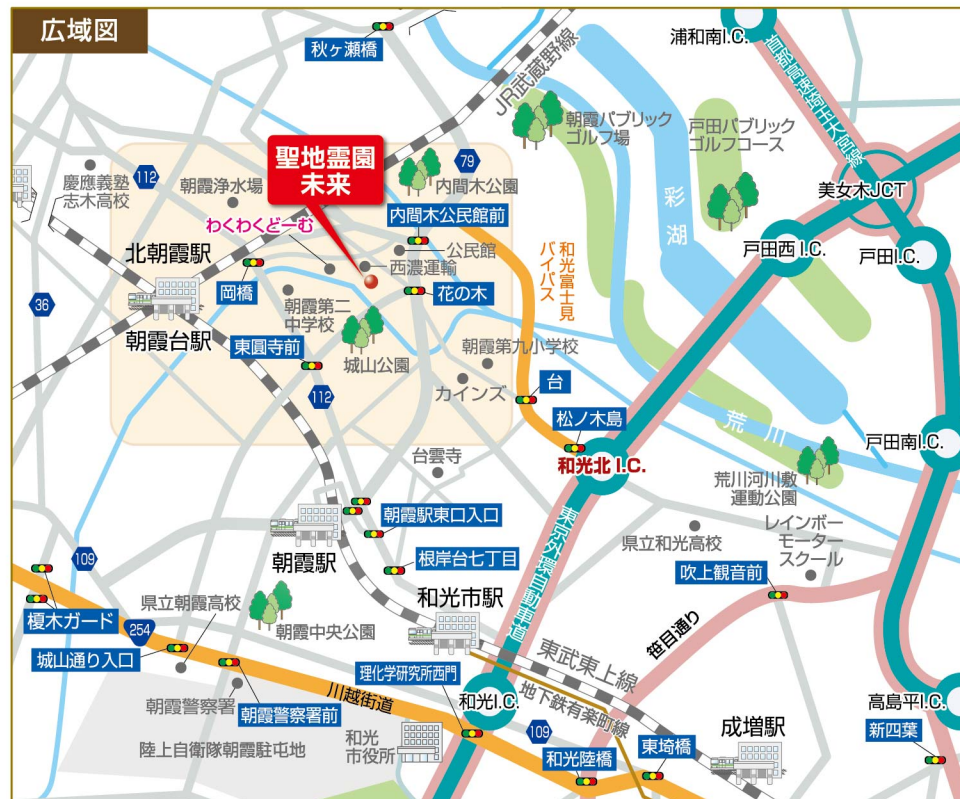 広域図
秋ヶ瀬橋
浦和南I.C.
JR武蔵野線
首都高速埼玉大宮線
朝霞パブリック
ゴルフ場
戸田パブリック
ゴルフコース
聖地霊園
未来
79
内間木公園
慶應義塾
志木高校
112
朝霞浄水場
わくわくどーむ
内間木公民館前
美女木JCT
彩湖
戸田西I.C.
戸田I.C.
北朝霞駅
岡橋
公民館
西濃運輸
和光富士見
バイパス
36
朝霞台駅
朝霞第二
中学校
花の木
東圓寺前
城山公園
朝霞第九小学校
カインズ
台
112
松ノ木島
荒川
戸田南I.C.
台雲寺
和光北I.C.
荒川河川敷
運動公園
朝霞駅東口入口
朝霞駅
東京外環自動車道
県立和光高校
レインボー
モーター
スクール
109
根岸台七丁目
吹上観音前
榎木ガード
県立朝霞高校
和光市駅
254
朝霞中央公園
笹目通り
城山通り入口
東武東上線
理化学研究所西門
地下鉄有楽町線
川越街道
和光I.C.
高島平I.C.
朝霞警察署
朝霞警察署前
109
成増駅
新四葉
陸上自衛隊朝霞駐屯地
和光
市役所
和光陸橋
東埼橋